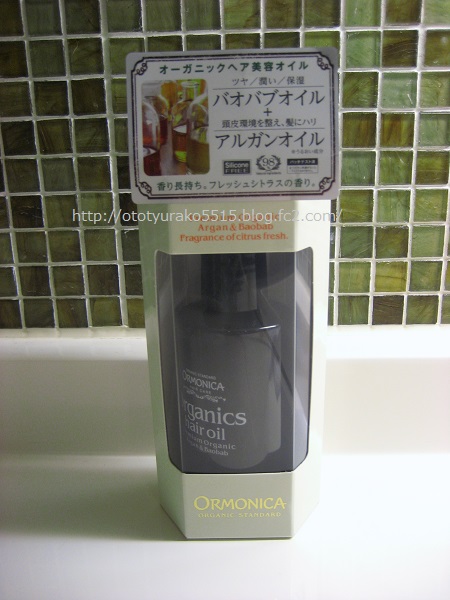 オーガニックヘア美容オイル
ツヤ／潤い／保湿
バオバブオイル
+
頭皮環境を整え、髪にハリ
アルガンオイル
Silicone
FREE
98
香り長持ち。フレッシュシトラスの香り。
http://ototyurako5515.blog.fc2.com/
Argan & Baobab
Fragrance of citrus fresh.
ORMONICA
rganics
hair oil
Organic
& Baobab
ORMONICA
ORGANIC STANDARD